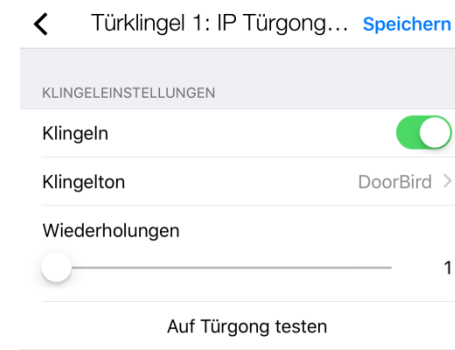 Türklingel 1: IP Türgong... Speichern
KLINGELEINSTELLUNGEN
Klingeln
Klingelton DoorBird
Wiederholungen
1
Auf Türgong testen